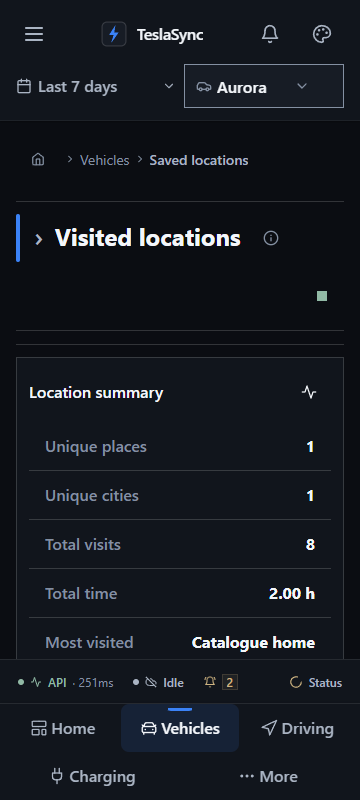 TeslaSync
Last 7 days
Aurora
Vehicles
Saved locations
Visited locations
Location summary
Unique places 1
Unique cities 1
Total visits 8
Total time 2.00 h
Most visited Catalogue home
API · 251ms Idle 2 Status
Home Vehicles Driving
Charging More